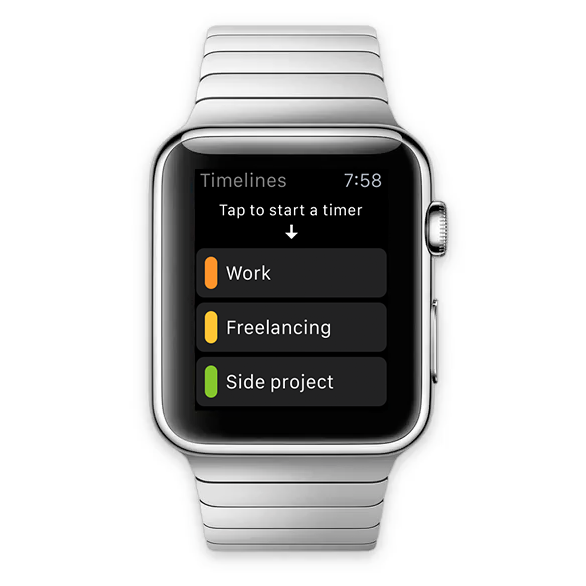 Timelines 7:58
Tap to start a timer
Work
Freelancing
Side project